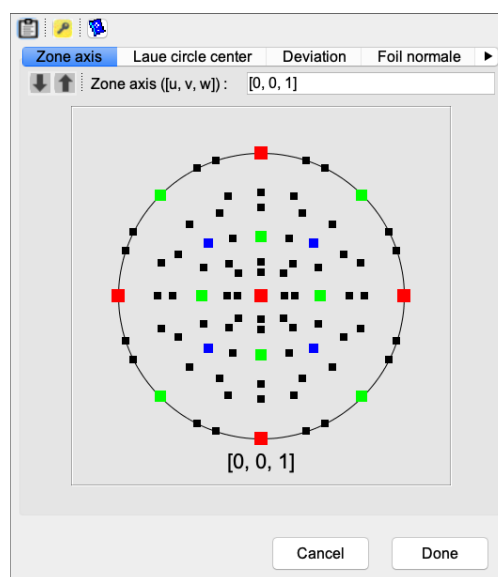 Zone axis Laue circle center Deviation Foil normale
Zone axis ([u, v, w]) : [0, 0, 1]
[0, 0, 1]
Cancel Done